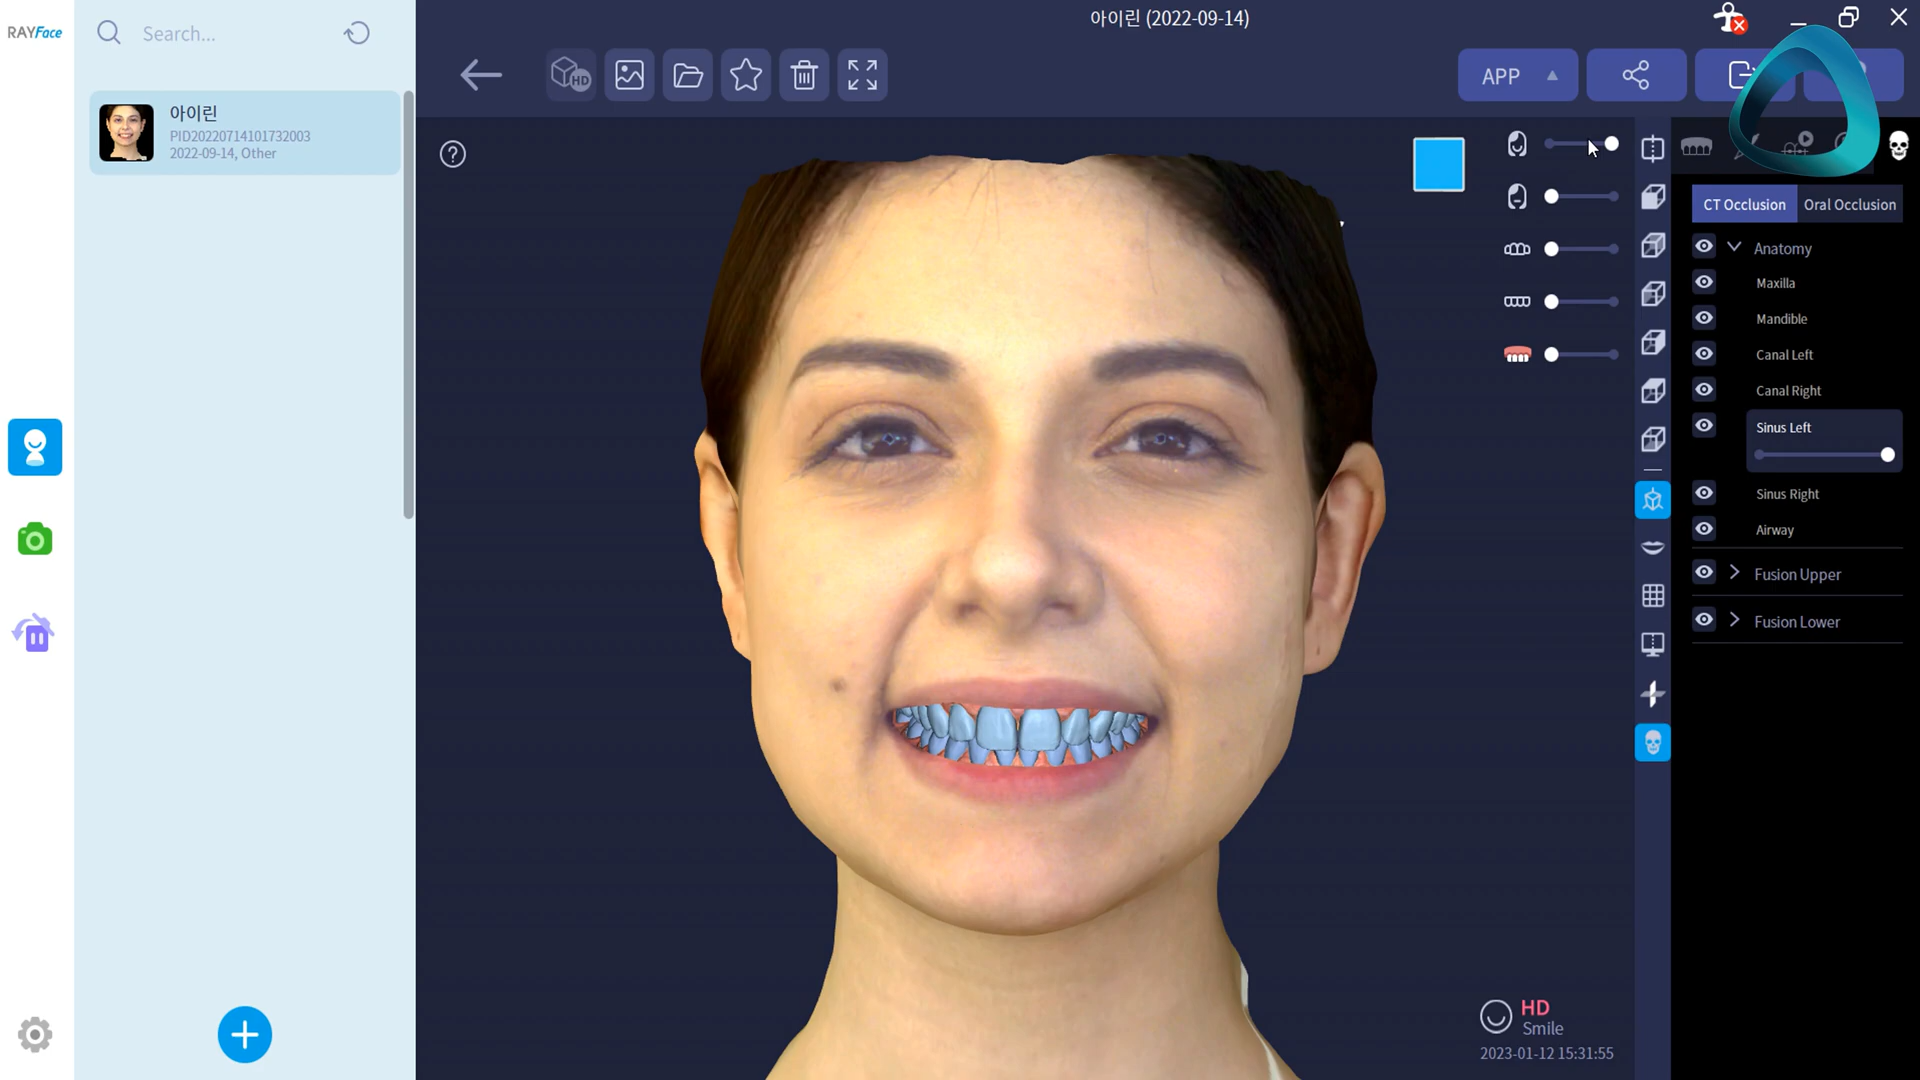 RAYFace
Search...
아이린
PID20220714101732003
2022-09-14, Other
아이린 (2022-09-14)
HD
APP
CT Occlusion
Oral Occlusion
Anatomy
Maxilla
Mandible
Canal Left
Canal Right
Sinus Left
Sinus Right
Airway
Fusion Upper
Fusion Lower
HD
Smile
2023-01-12 15:31:55